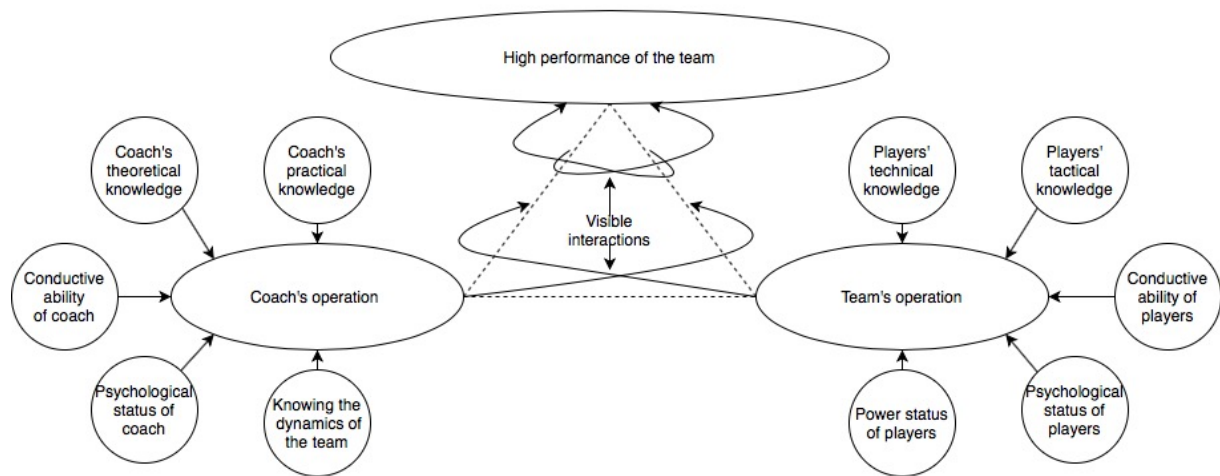 High performance of the team
Coach's
theoretical
knowledge
Coach's
practical
knowledge
Players'
technical
knowledge
Players'
tactical
knowledge
Visible
interactions
Conductive
ability
of coach
Coach's operation
Team's operation
Conductive
ability of
players
Psychological
status of
coach
Knowing the
dynamics of
the team
Power status
of players
Psychological
status of
players